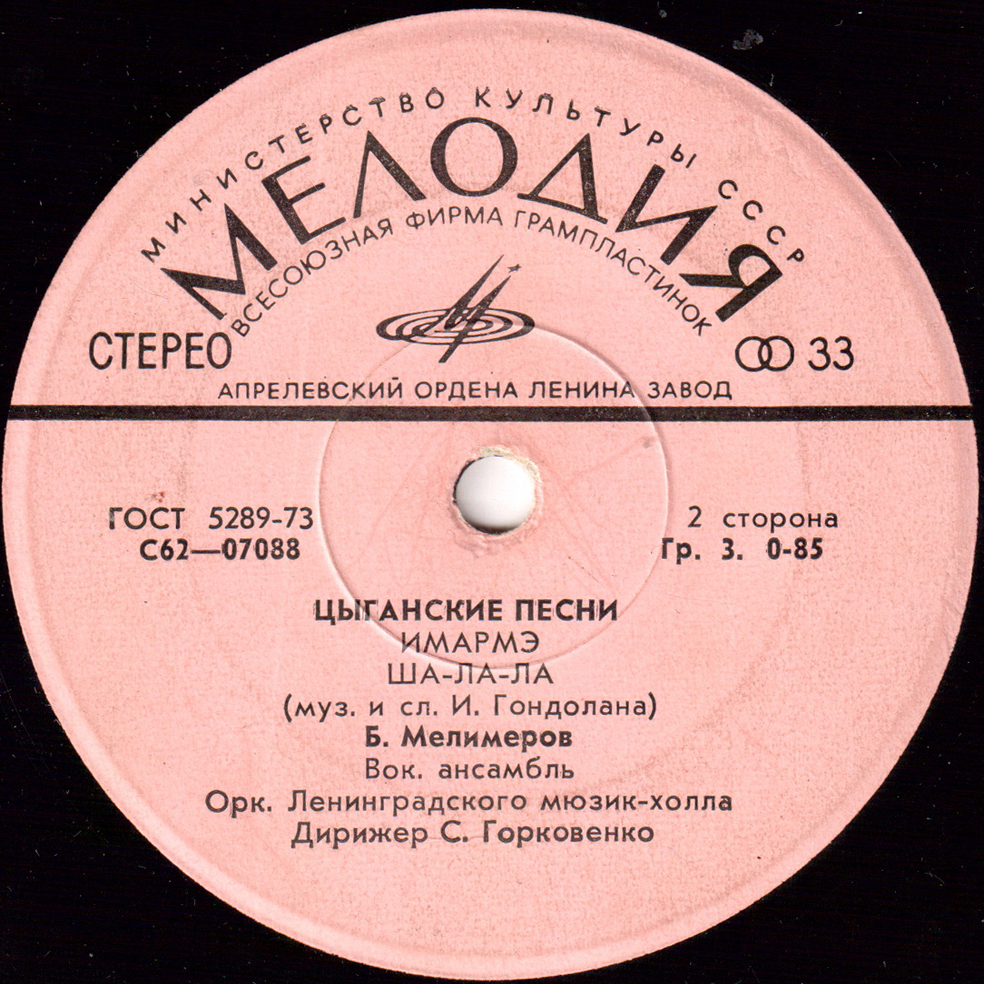 МИНИСТЕРСТВО КУЛЬТУРЫ СССР
МЕЛОДИЯ
ВСЕСОЮЗНАЯ ФИРМА ГРАМПЛАСТИНОК
СТЕРЕО
33
АПРЕЛЕВСКИЙ ОРДЕНА ЛЕНИНА ЗАВОД
ГОСТ 5289-73
С62—07088
2 сторона
Гр. 3. 0-85
ЦЫГАНСКИЕ ПЕСНИ
ИМАРМЭ
ША-ЛА-ЛА
(муз. и сл. И. Гондолана)
Б. Мелимеров
Вок. ансамбль
Орк. Ленинградского мюзик-холла
Дирижер С. Горковенко